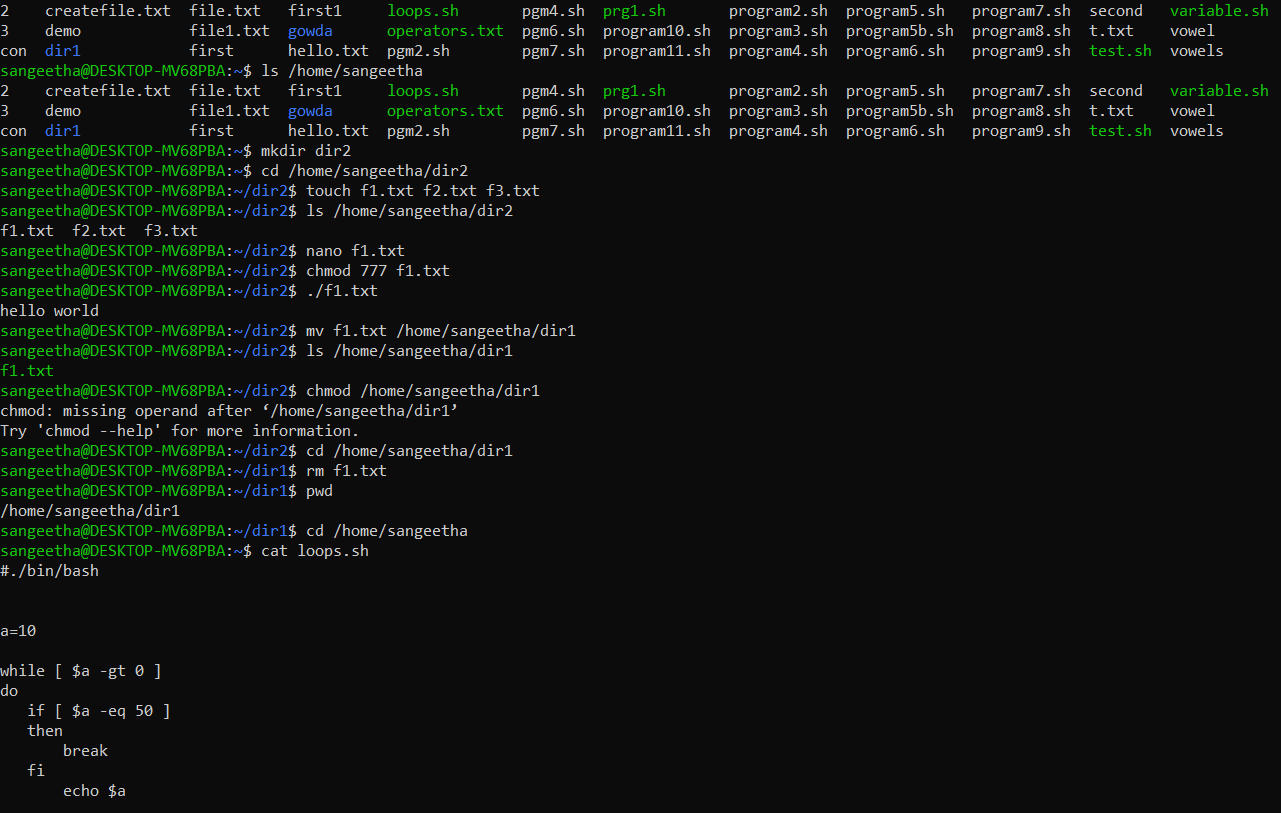 2    createfile.txt  file.txt   first1     loops.sh       pgm4.sh  prg1.sh       program2.sh  program5.sh   program7.sh  second   variable.sh
3    demo            file1.txt  gowda      operators.txt  pgm6.sh  program10.sh  program3.sh  program5b.sh  program8.sh  t.txt    vowel
con  dir1            first      hello.txt  pgm2.sh        pgm7.sh  program11.sh  program4.sh  program6.sh   program9.sh  test.sh  vowels
sangeetha@DESKTOP-MV68PBA:~$ ls /home/sangeetha
2    createfile.txt  file.txt   first1     loops.sh       pgm4.sh  prg1.sh       program2.sh  program5.sh   program7.sh  second   variable.sh
3    demo            file1.txt  gowda      operators.txt  pgm6.sh  program10.sh  program3.sh  program5b.sh  program8.sh  t.txt    vowel
con  dir1            first      hello.txt  pgm2.sh        pgm7.sh  program11.sh  program4.sh  program6.sh   program9.sh  test.sh  vowels
sangeetha@DESKTOP-MV68PBA:~$ mkdir dir2
sangeetha@DESKTOP-MV68PBA:~$ cd /home/sangeetha/dir2
sangeetha@DESKTOP-MV68PBA:~/dir2$ touch f1.txt f2.txt f3.txt
sangeetha@DESKTOP-MV68PBA:~/dir2$ ls /home/sangeetha/dir2
f1.txt  f2.txt  f3.txt
sangeetha@DESKTOP-MV68PBA:~/dir2$ nano f1.txt
sangeetha@DESKTOP-MV68PBA:~/dir2$ chmod 777 f1.txt
sangeetha@DESKTOP-MV68PBA:~/dir2$ ./f1.txt
hello world
sangeetha@DESKTOP-MV68PBA:~/dir2$ mv f1.txt /home/sangeetha/dir1
sangeetha@DESKTOP-MV68PBA:~/dir2$ ls /home/sangeetha/dir1
f1.txt
sangeetha@DESKTOP-MV68PBA:~/dir2$ chmod /home/sangeetha/dir1
chmod: missing operand after ‘/home/sangeetha/dir1’
Try 'chmod --help' for more information.
sangeetha@DESKTOP-MV68PBA:~/dir2$ cd /home/sangeetha/dir1
sangeetha@DESKTOP-MV68PBA:~/dir1$ rm f1.txt
sangeetha@DESKTOP-MV68PBA:~/dir1$ pwd
/home/sangeetha/dir1
sangeetha@DESKTOP-MV68PBA:~/dir1$ cd /home/sangeetha
sangeetha@DESKTOP-MV68PBA:~$ cat loops.sh
#./bin/bash
a=10
while [ $a -gt 0 ]
do
   if [ $a -eq 50 ]
   then
       break
   fi
       echo $a